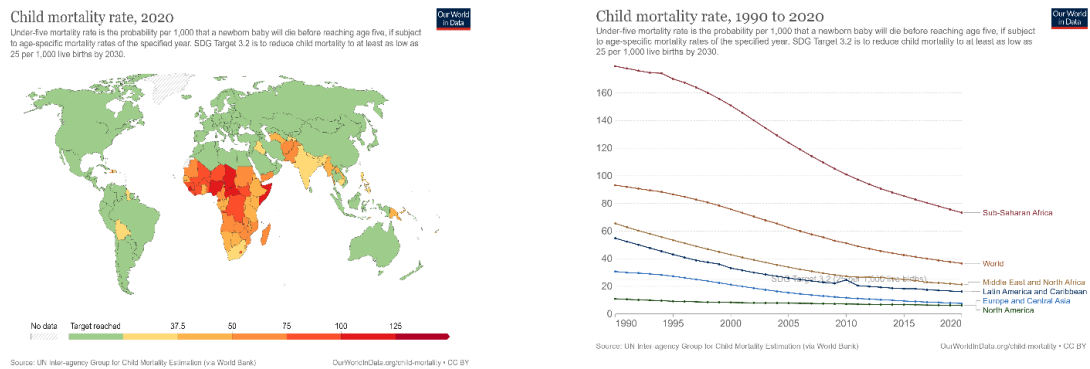 Child mortality rate, 2020
Our World
in Data
Under-five mortality rate is the probability per 1,000 that a newborn baby will die before reaching age five, if subject
to age-specific mortality rates of the specified year. SDG Target 3.2 is to reduce child mortality to at least as low as
25 per 1,000 live births by 2030.
No data
Target reached
37.5
50
75
100
125
Source: UN Inter-agency Group for Child Mortality Estimation (via World Bank)
OurWorldInData.org/child-mortality • CC BY
Child mortality rate, 1990 to 2020
Our World
in Data
Under-five mortality rate is the probability per 1,000 that a newborn baby will die before reaching age five, if subject
to age-specific mortality rates of the specified year. SDG Target 3.2 is to reduce child mortality to at least as low as
25 per 1,000 live births by 2030.
160
140
120
100
80
60
40
20
0
Sub-Saharan Africa
World
SDG Target 3.2 (25 per 1,000 live births)
Middle East and North Africa
Latin America and Caribbean
Europe and Central Asia
North America
1990
1995
2000
2005
2010
2015
2020
Source: UN Inter-agency Group for Child Mortality Estimation (via World Bank)
OurWorldInData.org/child-mortality • CC BY